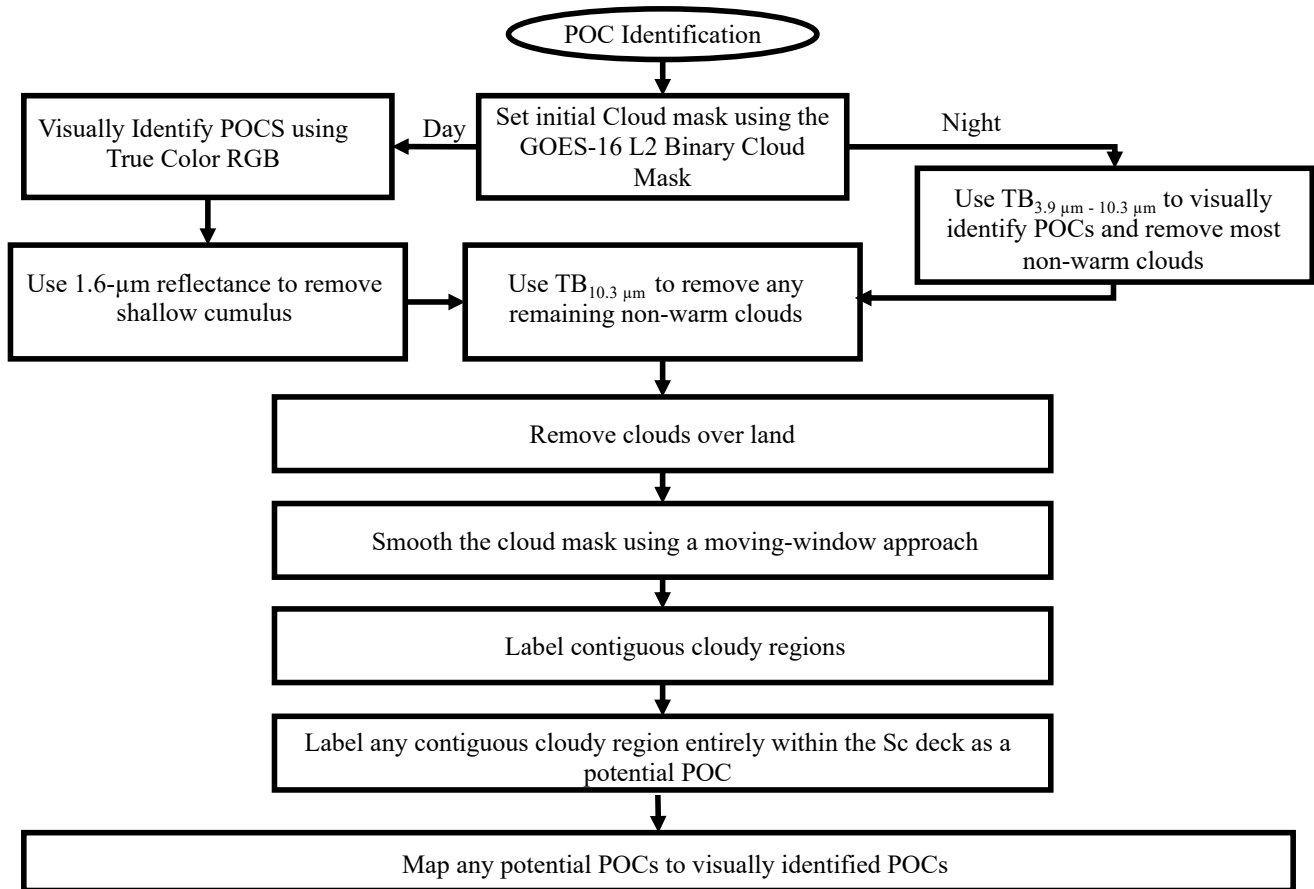 POC Identification
Set initial Cloud mask using the
GOES-16 L2 Binary Cloud
Mask
Day
Night
Visually Identify POCS using
True Color RGB
Use TB3.9 µm - 10.3 µm to visually
identify POCs and remove most
non-warm clouds
Use 1.6-µm reflectance to remove
shallow cumulus
Use TB10.3 µm to remove any
remaining non-warm clouds
Remove clouds over land
Smooth the cloud mask using a moving-window approach
Label contiguous cloudy regions
Label any contiguous cloudy region entirely within the Sc deck as a
potential POC
Map any potential POCs to visually identified POCs